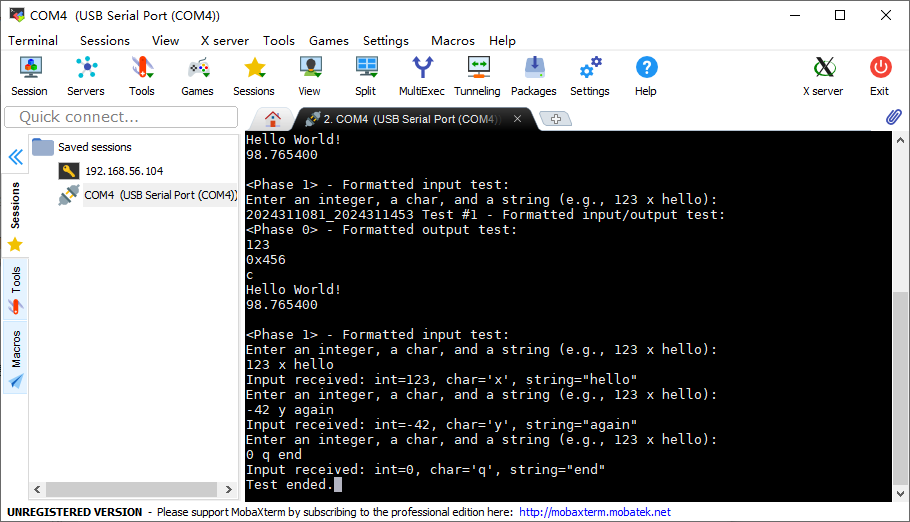 COM4 (USB Serial Port (COM4))
Terminal Sessions View X server Tools Games Settings Macros Help
Session Servers Tools Games Sessions View Split MultiExec Tunneling Packages Settings Help X server Exit
Quick connect...
2. COM4 (USB Serial Port (COM4)
Saved sessions
192.168.56.104
COM4 (USB Serial Port (COM4))
Sessions
Tools
Macros
Hello World!
98.765400
<Phase 1> - Formatted input test:
Enter an integer, a char, and a string (e.g., 123 x hello):
2024311081_2024311453 Test #1 - Formatted input/output test:
<Phase 0> - Formatted output test:
123
0x456
c
Hello World!
98.765400
<Phase 1> - Formatted input test:
Enter an integer, a char, and a string (e.g., 123 x hello):
123 x hello
Input received: int=123, char='x', string="hello"
Enter an integer, a char, and a string (e.g., 123 x hello):
-42 y again
Input received: int=-42, char='y', string="again"
Enter an integer, a char, and a string (e.g., 123 x hello):
0 q end
Input received: int=0, char='q', string="end"
Test ended.
UNREGISTERED VERSION - Please support MobaXterm by subscribing to the professional edition here: http://mobaxterm.mobatek.net